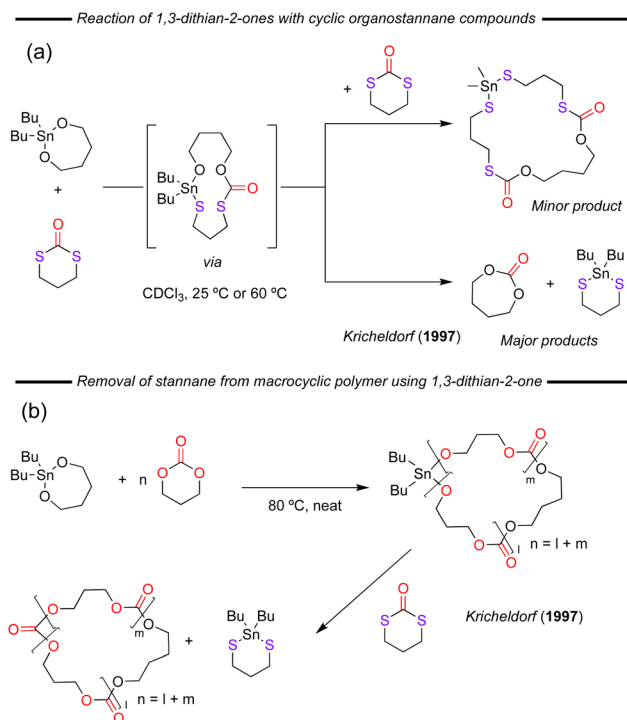 Reaction of 1,3-dithian-2-ones with cyclic organostannane compounds
(a)
Bu
Bu
Sn
O
O
+
O
S
S
Bu
Bu
Sn
O
O
O
S
S
via
CDCl3, 25 ºC or 60 ºC
+
O
S
S
Sn
S
S
S
O
O
S
O
O
Minor product
O
O
O
+
Bu
Bu
Sn
S
S
Kricheldorf (1997)
Major products
Removal of stannane from macrocyclic polymer using 1,3-dithian-2-one
(b)
Bu
Bu
Sn
O
O
+ n
O
O
O
80 ºC, neat
Bu
Bu
Sn
O
O
O
O
O
m
O
O
O
l
n = l + m
O
S
S
Kricheldorf (1997)
O
O
O
O
O
O
m
O
O
O
l
n = l + m
+
Bu
Bu
Sn
S
S